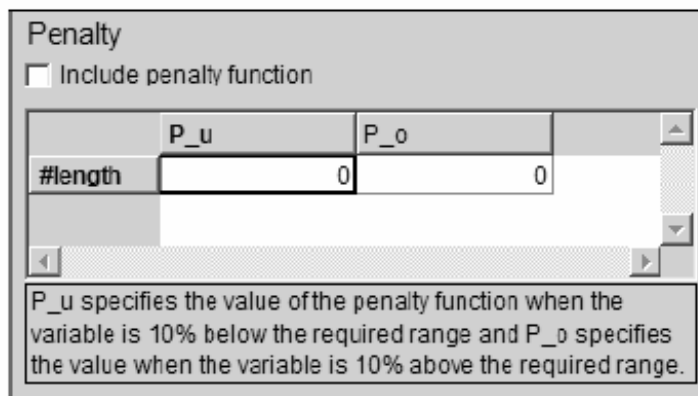 Penalty
Include penalty function
P_u P_o
#length 0 0
P_u specifies the value of the penalty function when the
variable is 10% below the required range and P_o specifies
the value when the variable is 10% above the required range.